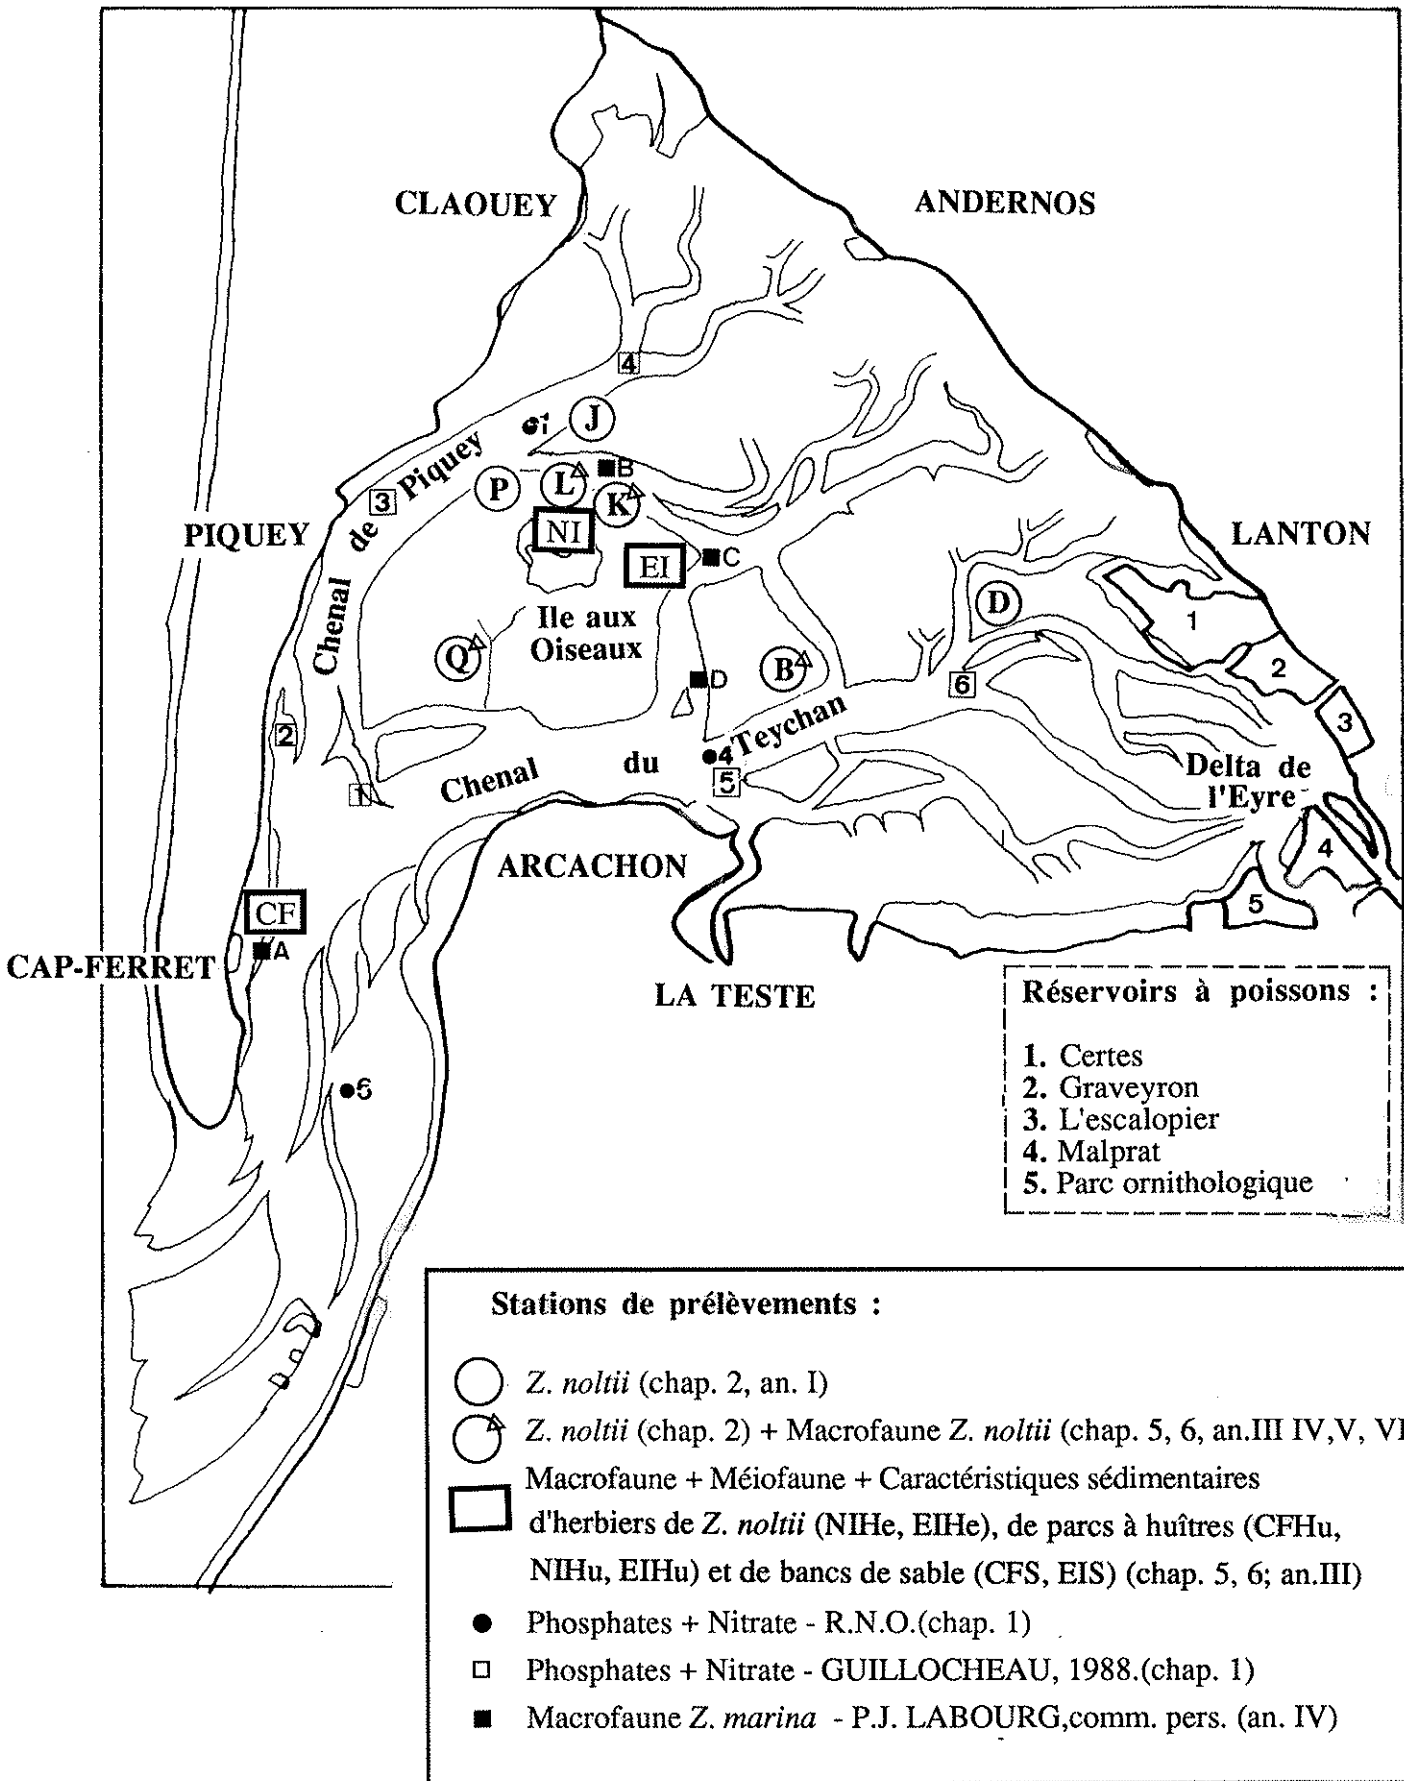 CLAOUEY
ANDERNOS
4
1
J
Chenal de Piquey
B
P
L
K
3
NI
PIQUEY
LANTON
C
EI
D
1
Ile aux
Oiseaux
Q
B
2
D
6
3
2
4
Chenal du Teychan
5
1
Delta de
l'Eyre
4
ARCACHON
5
CF
A
CAP-FERRET
LA TESTE
6
Réservoirs à poissons :
1. Certes
2. Graveyron
3. L'escalopier
4. Malprat
5. Parc ornithologique
Stations de prélèvements :
Z. noltii (chap. 2, an. I)
Z. noltii (chap. 2) + Macrofaune Z. noltii (chap. 5, 6, an.III IV,V, VI
Macrofaune + Méiofaune + Caractéristiques sédimentaires
d'herbiers de Z. noltii (NIHe, EIHe), de parcs à huîtres (CFHu,
NIHu, EIHu) et de bancs de sable (CFS, EIS) (chap. 5, 6; an.III)
Phosphates + Nitrate - R.N.O.(chap. 1)
Phosphates + Nitrate - GUILLOCHEAU, 1988.(chap. 1)
Macrofaune Z. marina - P.J. LABOURG,comm. pers. (an. IV)